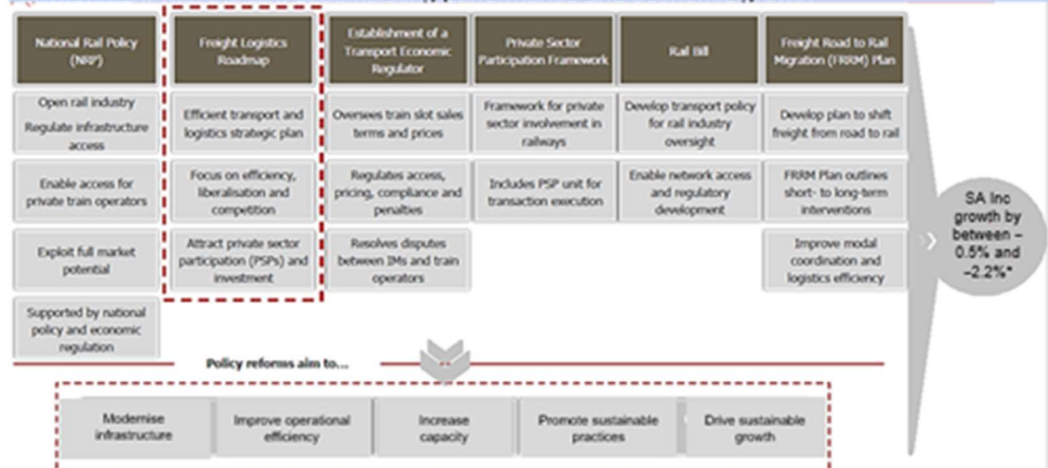 National Rail Policy
(NRP)
Freight Logistics
Roadmap
Establishment of a
Transport Economic
Regulator
Private Sector
Participation Framework
Rail Bill
Freight Road to Rail
Migration (FRRM) Plan
Open rail industry
Regulate infrastructure
access
Efficient transport and
logistics strategic plan
Oversees train slot sales
terms and prices
Framework for private
sector involvement in
railways
Develop transport policy
for rail industry
oversight
Develop plan to shift
freight from road to rail
Enable access for
private train operators
Focus on efficiency,
liberalisation and
competition
Regulates access,
pricing, compliance and
penalties
Includes PSP unit for
transaction execution
Enable network access
and regulatory
development
FRRM Plan outlines
short- to long-term
interventions
Exploit full market
potential
Attract private sector
participation (PSPs) and
investment
Resolves disputes
between IMs and train
operators
Improve modal
coordination and
logistics efficiency
Supported by national
policy and economic
regulation
SA Inc
growth by
between –
0.5% and
–2.2%*
Policy reforms aim to...
Modernise
infrastructure
Improve operational
efficiency
Increase
capacity
Promote sustainable
practices
Drive sustainable
growth